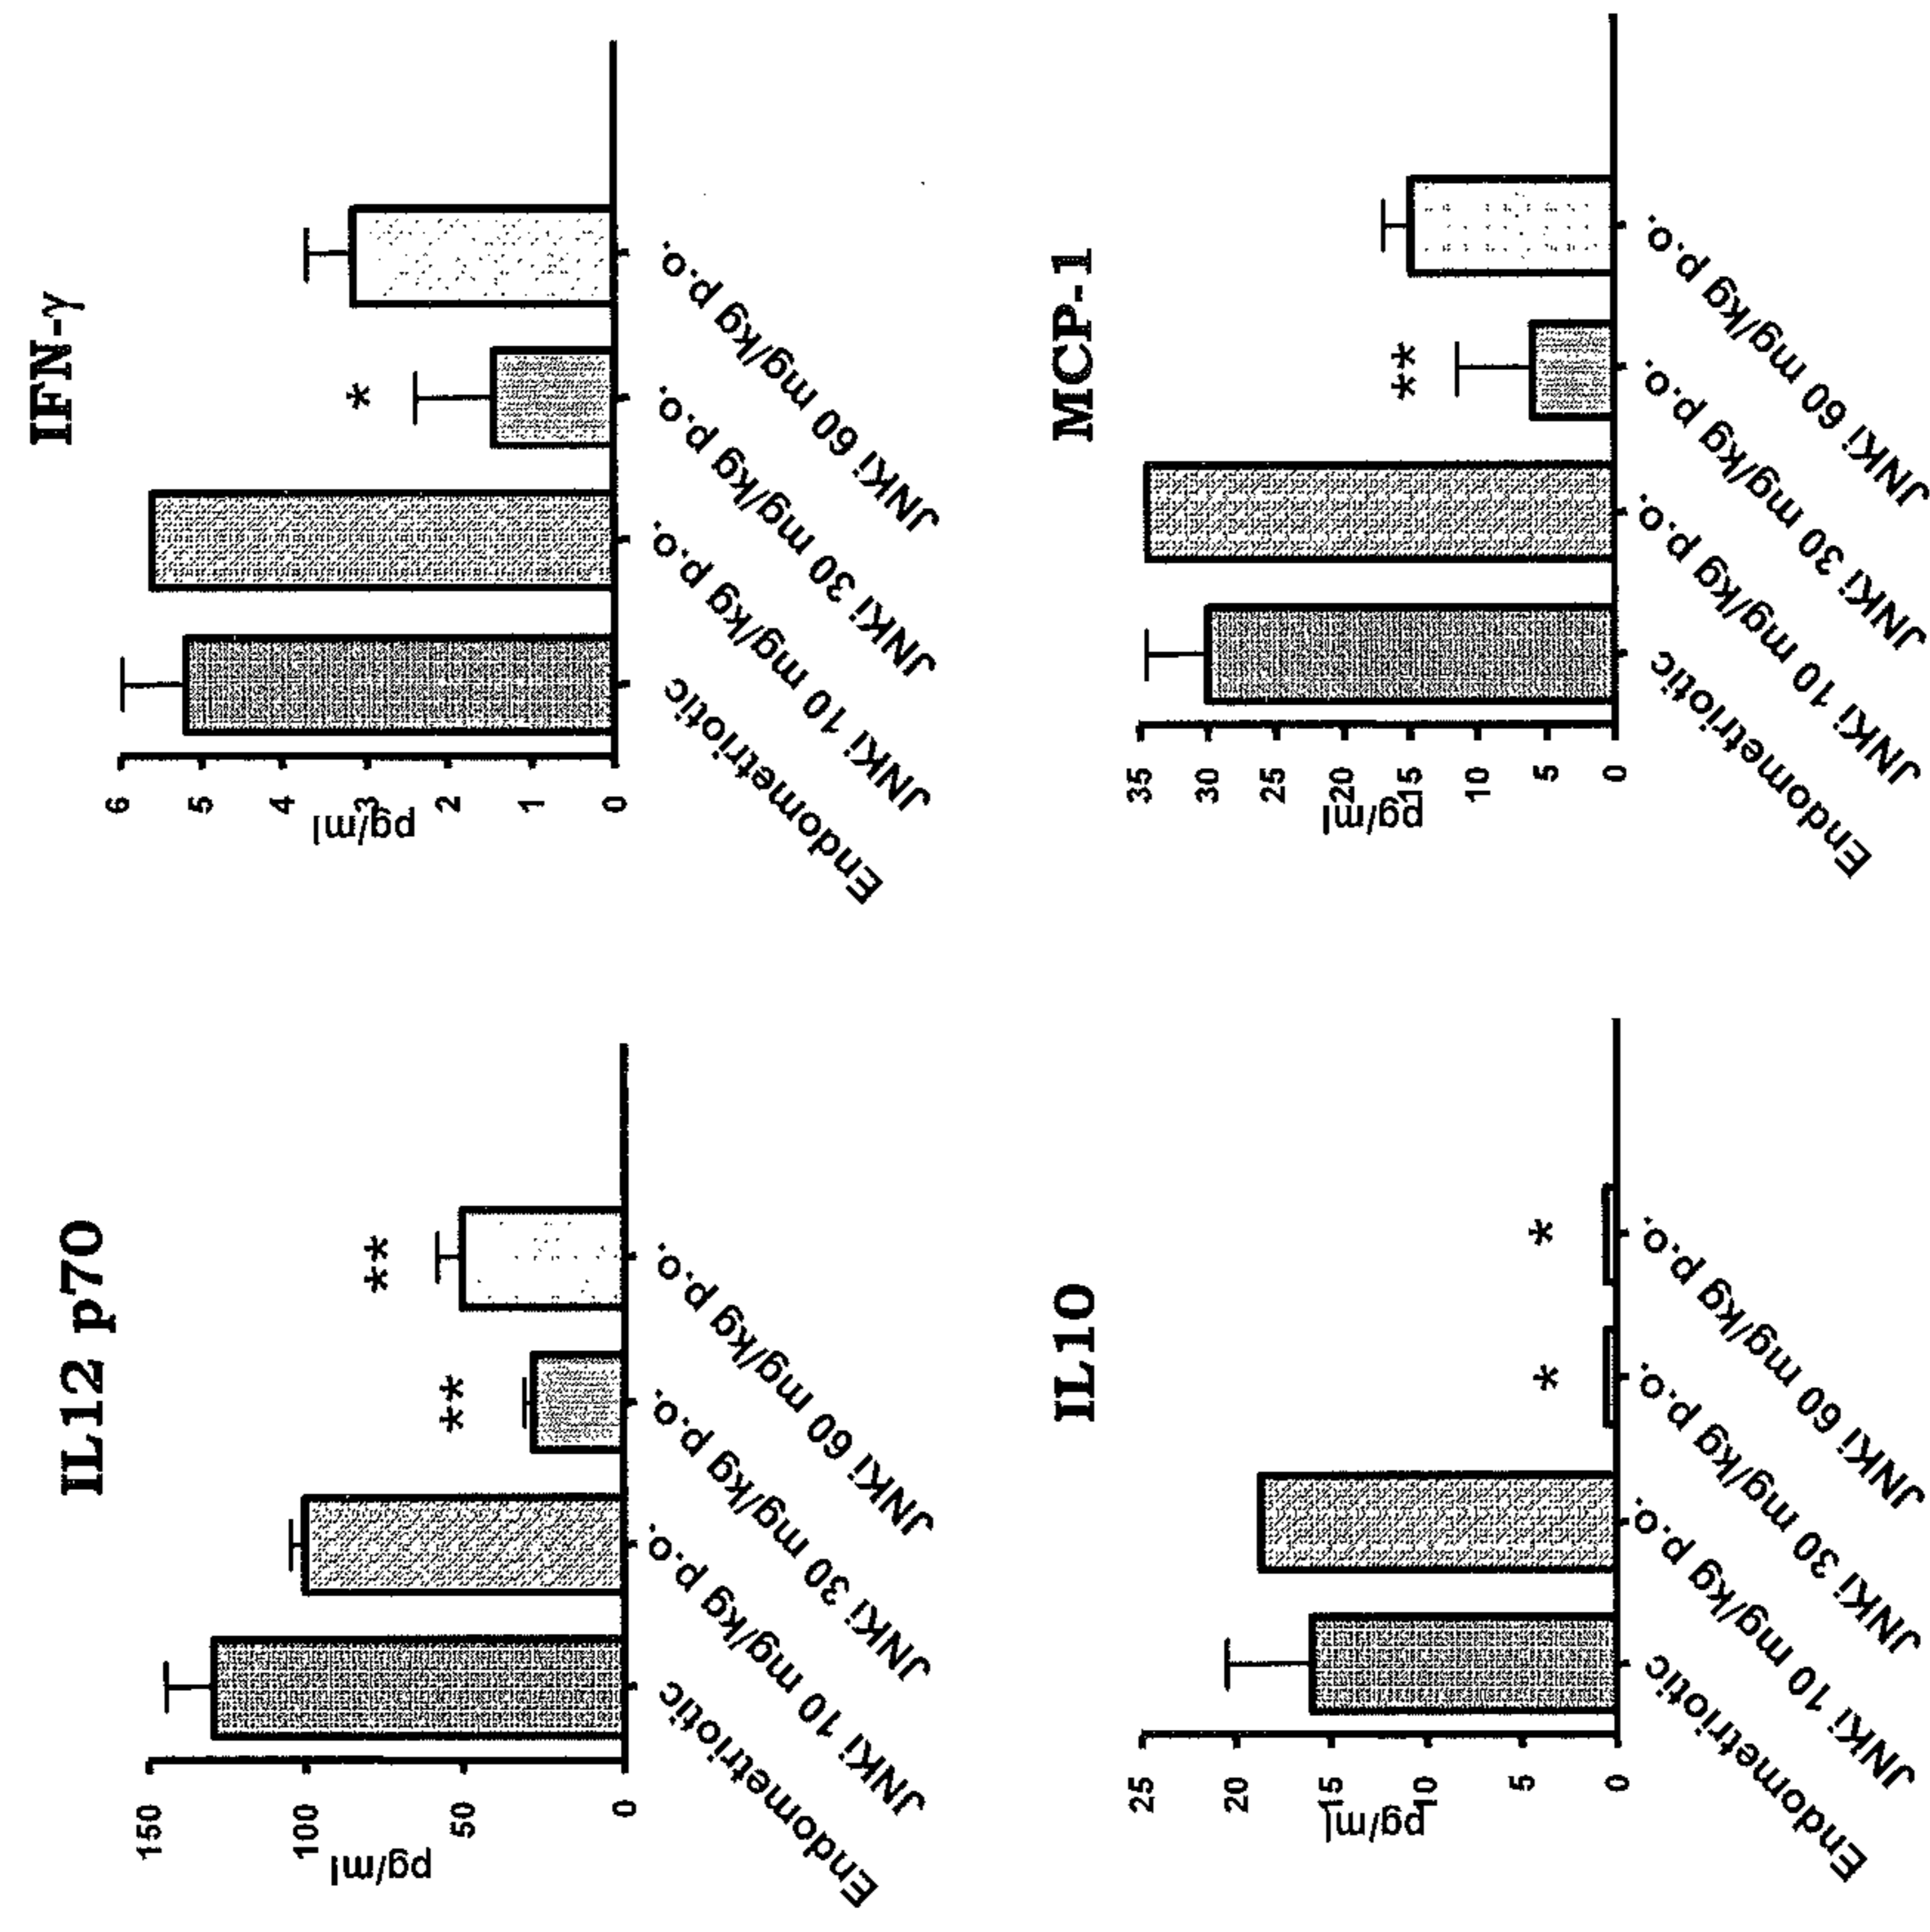 IL12 p70
150
100
50
0
pg/ml
**
**
Endometriotic
JNKi 10 mg/kg p.o.
JNKi 30 mg/kg p.o.
JNKi 60 mg/kg p.o.
IFN-γ
6
5
4
3
2
1
0
pg/ml
*
Endometriotic
JNKi 10 mg/kg p.o.
JNKi 30 mg/kg p.o.
JNKi 60 mg/kg p.o.
IL10
25
20
15
10
5
0
pg/ml
*
*
Endometriotic
JNKi 10 mg/kg p.o.
JNKi 30 mg/kg p.o.
JNKi 60 mg/kg p.o.
MCP-1
35
30
25
20
15
10
5
0
pg/ml
**
Endometriotic
JNKi 10 mg/kg p.o.
JNKi 30 mg/kg p.o.
JNKi 60 mg/kg p.o.